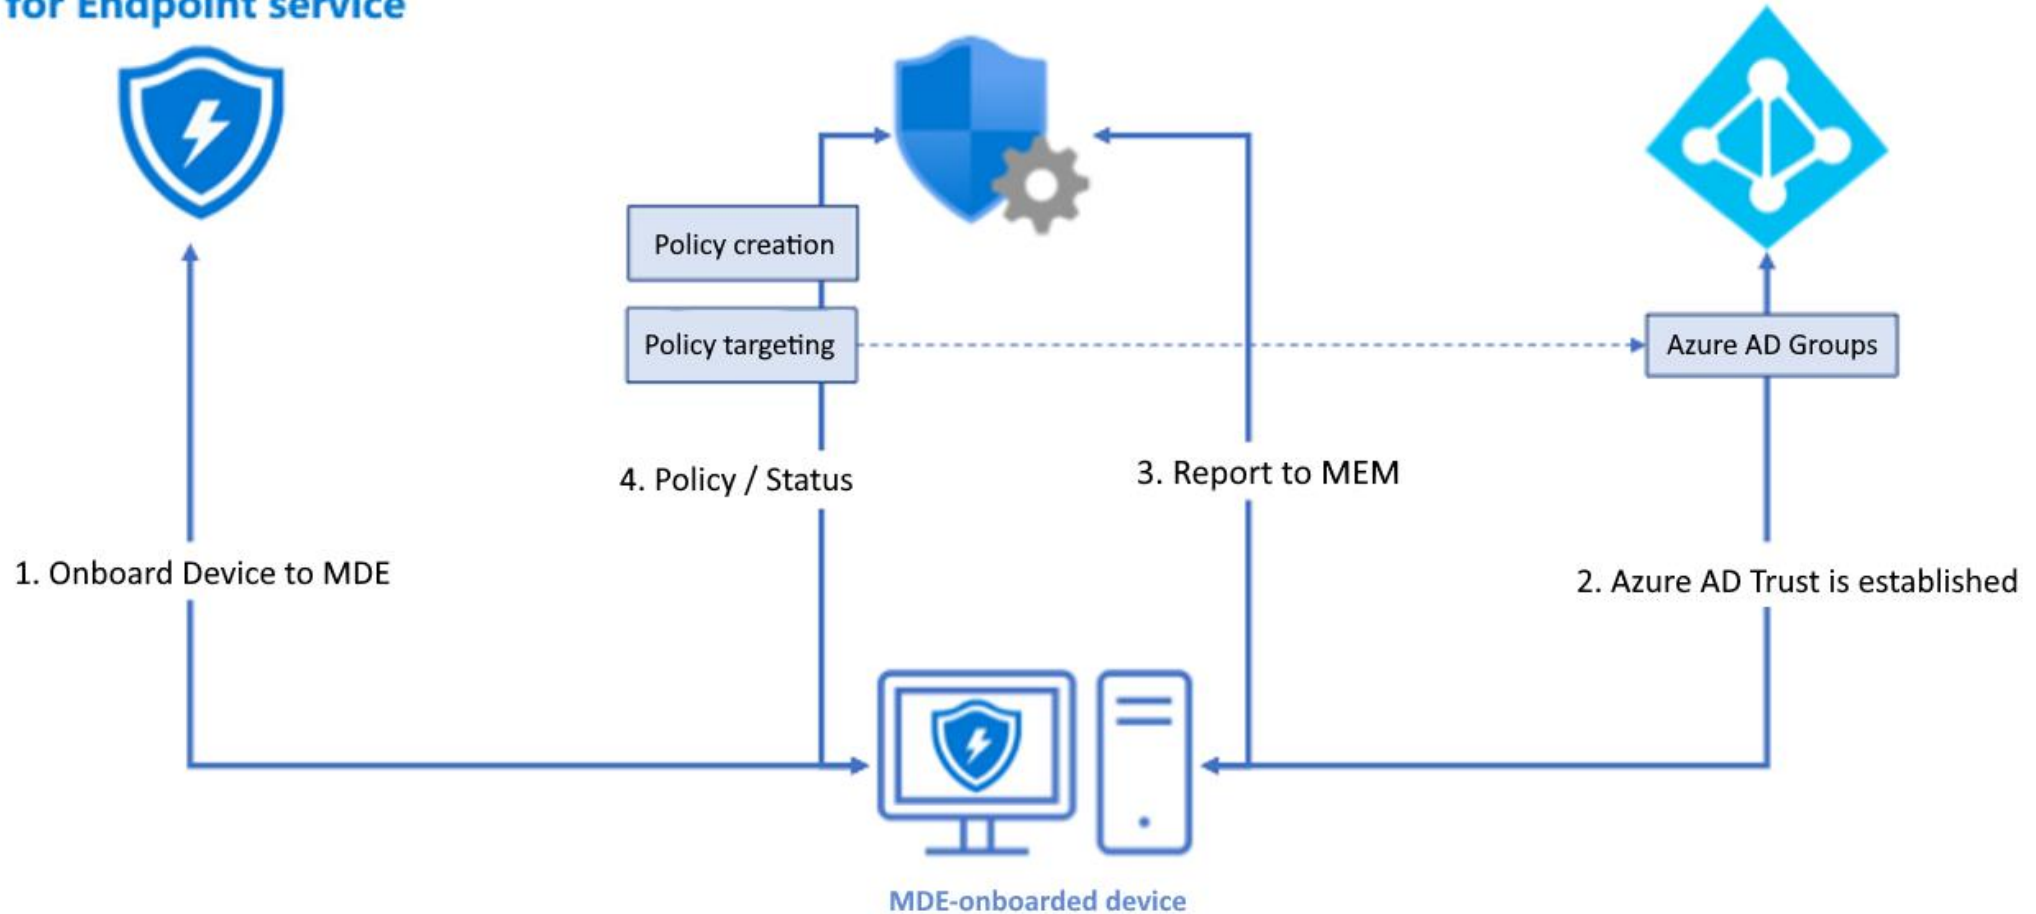 for Endpoint service
Policy creation
Policy targeting
Azure AD Groups
4. Policy / Status
3. Report to MEM
1. Onboard Device to MDE
2. Azure AD Trust is established
MDE-onboarded device